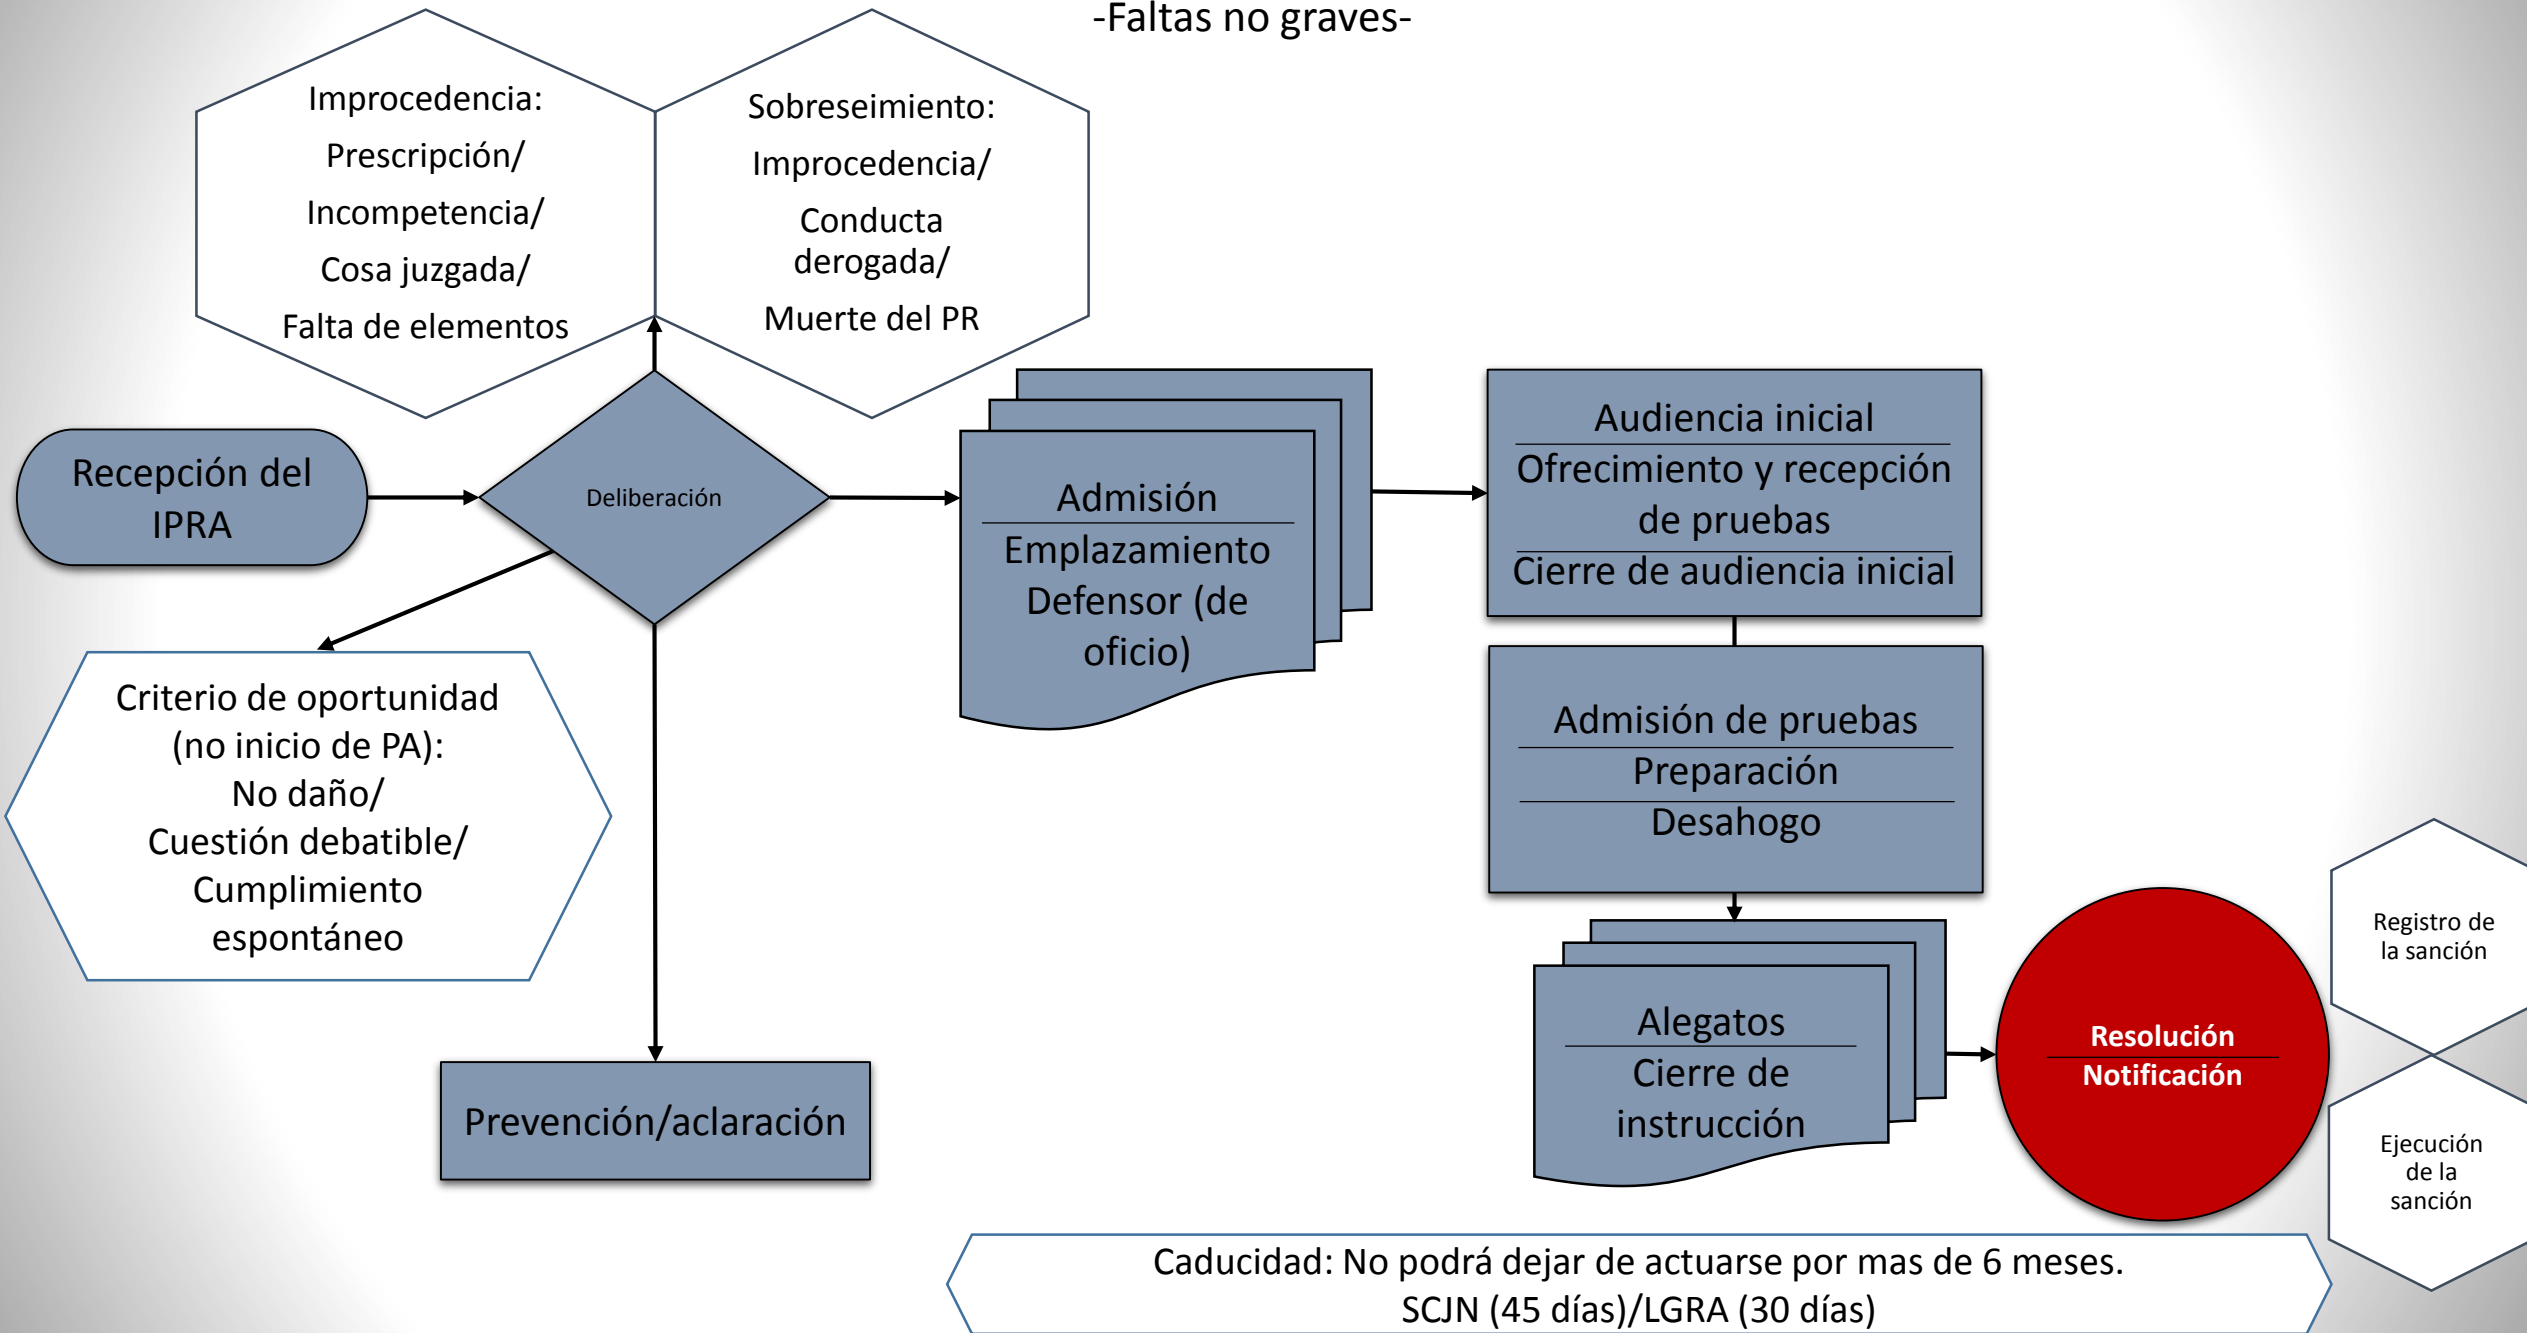 -Faltas no graves-
Improcedencia:
Prescripción/
Incompetencia/
Cosa juzgada/
Falta de elementos
Sobreseimiento:
Improcedencia/
Conducta
derogada/
Muerte del PR
Recepción del
IPRA
Deliberación
Admisión
Emplazamiento
Defensor (de
oficio)
Audiencia inicial
Ofrecimiento y recepción
de pruebas
Cierre de audiencia inicial
Criterio de oportunidad
(no inicio de PA):
No daño/
Cuestión debatible/
Cumplimiento
espontáneo
Admisión de pruebas
Preparación
Desahogo
Prevención/aclaración
Alegatos
Cierre de
instrucción
Resolución
Notificación
Registro de
la sanción
Ejecución
de la
sanción
Caducidad: No podrá dejar de actuarse por mas de 6 meses.
SCJN (45 días)/LGRA (30 días)